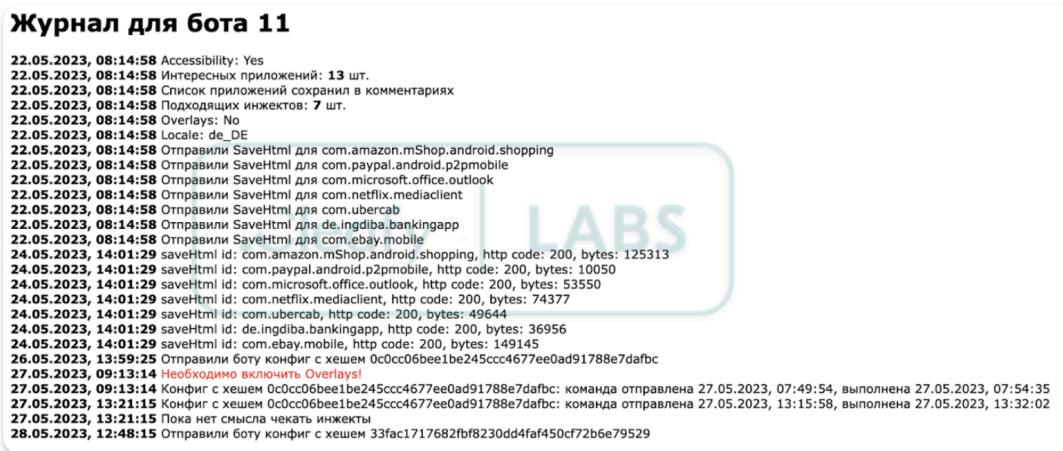 Журнал для бота 11
22.05.2023, 08:14:58 Accessibility: Yes
22.05.2023, 08:14:58 Интересных приложений: 13 шт.
22.05.2023, 08:14:58 Список приложений сохранил в комментариях
22.05.2023, 08:14:58 Подходящих инжектов: 7 шт.
22.05.2023, 08:14:58 Overlays: No
22.05.2023, 08:14:58 Locale: de_DE
22.05.2023, 08:14:58 Отправили SaveHtml для com.amazon.mShop.android.shopping
22.05.2023, 08:14:58 Отправили SaveHtml для com.paypal.android.p2pmobile
22.05.2023, 08:14:58 Отправили SaveHtml для com.microsoft.office.outlook
22.05.2023, 08:14:58 Отправили SaveHtml для com.netflix.mediaclient
22.05.2023, 08:14:58 Отправили SaveHtml для com.ubercab
22.05.2023, 08:14:58 Отправили SaveHtml для de.ingdiba.bankingapp
22.05.2023, 08:14:58 Отправили SaveHtml для com.ebay.mobile
24.05.2023, 14:01:29 saveHtml id: com.amazon.mShop.android.shopping, http code: 200, bytes: 125313
24.05.2023, 14:01:29 saveHtml id: com.paypal.android.p2pmobile, http code: 200, bytes: 10050
24.05.2023, 14:01:29 saveHtml id: com.microsoft.office.outlook, http code: 200, bytes: 53550
24.05.2023, 14:01:29 saveHtml id: com.netflix.mediaclient, http code: 200, bytes: 74377
24.05.2023, 14:01:29 saveHtml id: com.ubercab, http code: 200, bytes: 49644
24.05.2023, 14:01:29 saveHtml id: de.ingdiba.bankingapp, http code: 200, bytes: 36956
24.05.2023, 14:01:29 saveHtml id: com.ebay.mobile, http code: 200, bytes: 149145
26.05.2023, 13:59:25 Отправили боту конфиг с хешем 0c0cc06bee1be245ccc4677ee0ad91788e7dafbc
27.05.2023, 09:13:14 Необходимо включить Overlays!
27.05.2023, 09:13:14 Конфиг с хешем 0c0cc06bee1be245ccc4677ee0ad91788e7dafbc: команда отправлена 27.05.2023, 07:49:54, выполнена 27.05.2023, 07:54:35
27.05.2023, 13:21:15 Конфиг с хешем 0c0cc06bee1be245ccc4677ee0ad91788e7dafbc: команда отправлена 27.05.2023, 13:15:58, выполнена 27.05.2023, 13:32:02
27.05.2023, 13:21:15 Пока нет смысла чекать инжекты
28.05.2023, 12:48:15 Отправили боту конфиг с хешем 33fac1717682fbf8230dd4faf450cf72b6e79529
Cleafy LABS